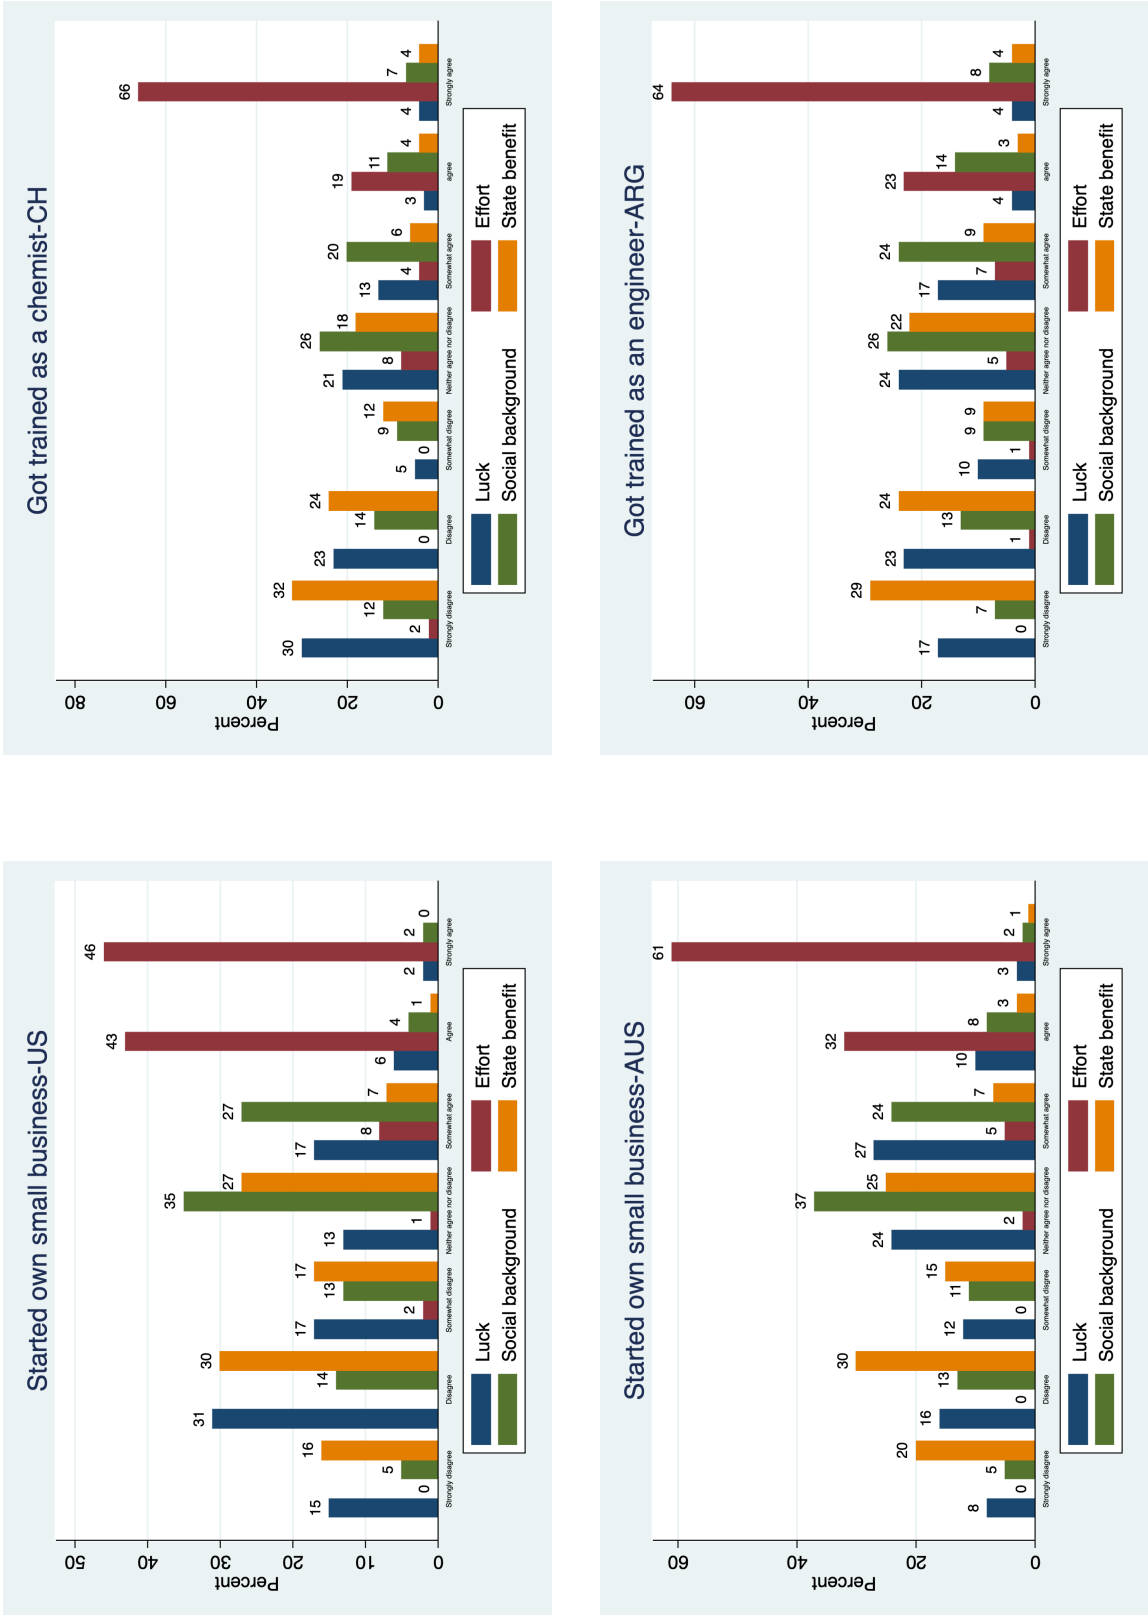 Started own small business-US
Percent
50
40
30
20
10
0
15 0 5 16
31 14 30
17 2 13 17
13 1 35 27
17 8 27 7
6 43 4 1
2 46 2 0
Strongly disagree Disagree Somewhat disagree Neither agree nor disagree Somewhat agree Agree Strongly agree
Luck Effort
Social background State benefit
Got trained as a chemist-CH
Percent
80
60
40
20
0
30 2 12 32
23 0 14 24
5 0 9 12
21 8 26 18
13 4 20 6
3 19 11 4
4 66 7 4
Strongly disagree Disagree Somewhat disgree Neither agree nor disagree Somewhat agree agree Strongly agree
Luck Effort
Social background State benefit
Started own small business-AUS
Percent
60
40
20
0
8 0 5 20
16 0 13 30
12 0 11 15
24 2 37 25
27 5 24 7
10 32 8 3
3 61 2 1
Strongly disagree Disagree Somewhat disgree Neither agree nor disagree Somewhat agree agree Strongly agree
Luck Effort
Social background State benefit
Got trained as an engineer-ARG
Percent
60
40
20
0
17 0 7 29
23 1 13 24
10 1 9 9
24 5 26 22
17 7 24 9
4 23 14 3
4 64 8 4
Strongly disagree Disagree Somewhat disgree Neither agree nor disagree Somewhat agree agree Strongly agree
Luck Effort
Social background State benefit